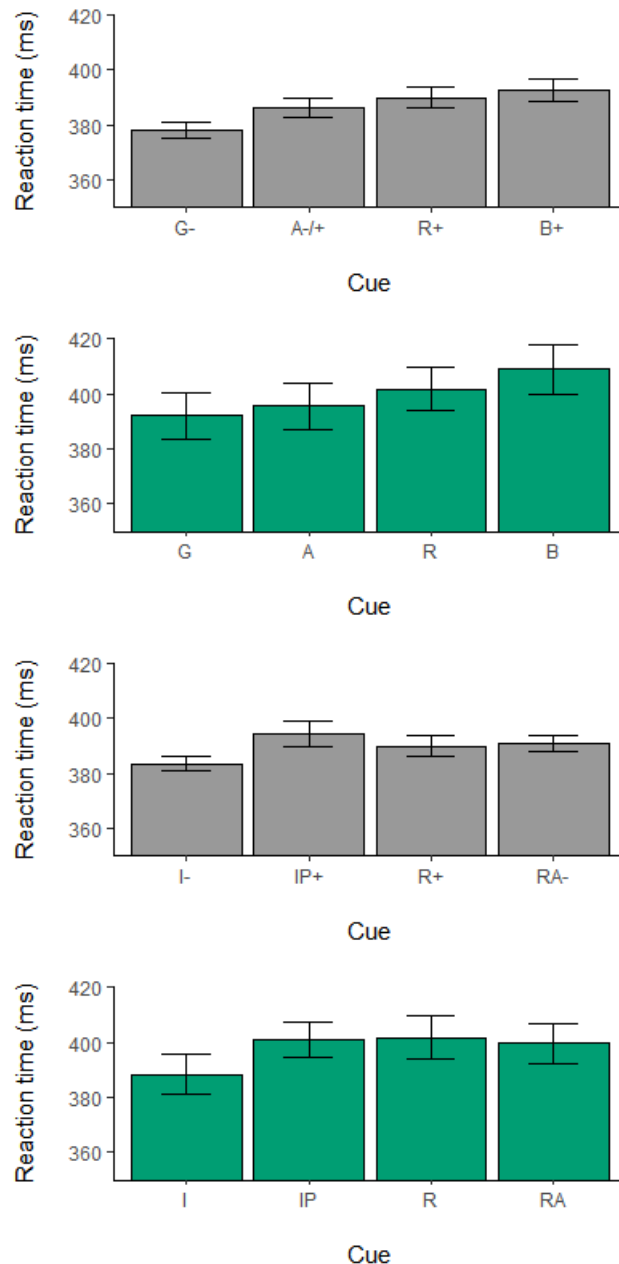 Reaction time (ms)
420
400
380
360
G- A-/+ R+ B+
Cue
Reaction time (ms)
420
400
380
360
G A R B
Cue
Reaction time (ms)
420
400
380
360
I- IP+ R+ RA-
Cue
Reaction time (ms)
420
400
380
360
I IP R RA
Cue